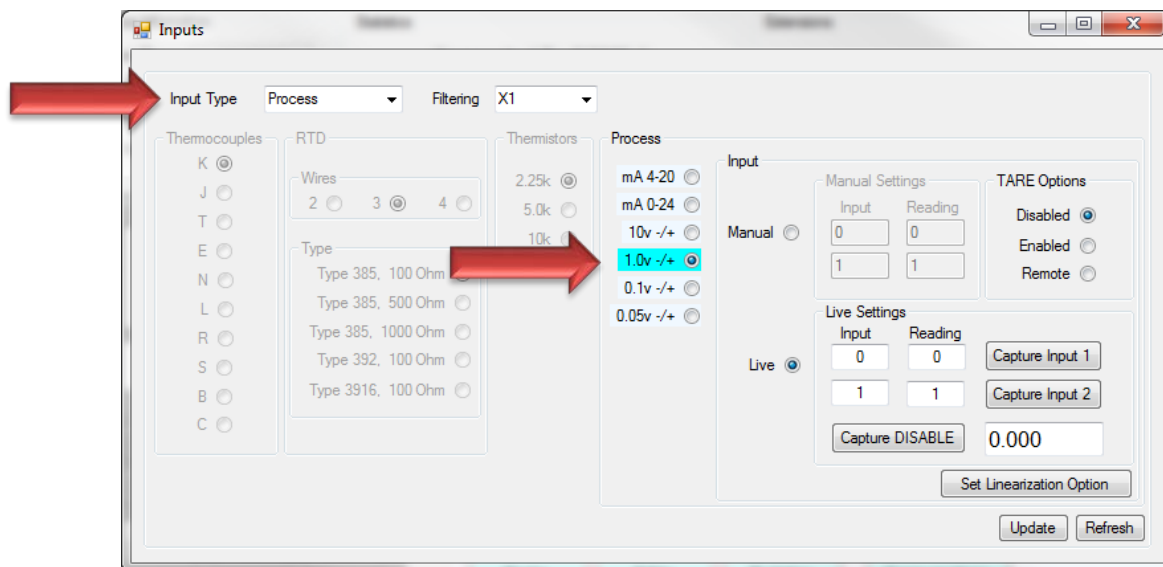 Inputs
Input Type Process Filtering X1
Thermocouples
K
J
T
E
N
L
R
S
B
C
RTD
Wires
2 3 4
Type
Type 385, 100 Ohm
Type 385, 500 Ohm
Type 385, 1000 Ohm
Type 392, 100 Ohm
Type 3916, 100 Ohm
Thermistors
2.25k
5.0k
10k
Process
mA 4-20
mA 0-24
10v -/+
1.0v -/+
0.1v -/+
0.05v -/+
Input
Manual
Manual Settings
Input Reading
0 0
1 1
TARE Options
Disabled
Enabled
Remote
Live
Live Settings
Input Reading
0 0 Capture Input 1
1 1 Capture Input 2
Capture DISABLE 0.000
Set Linearization Option
Update Refresh